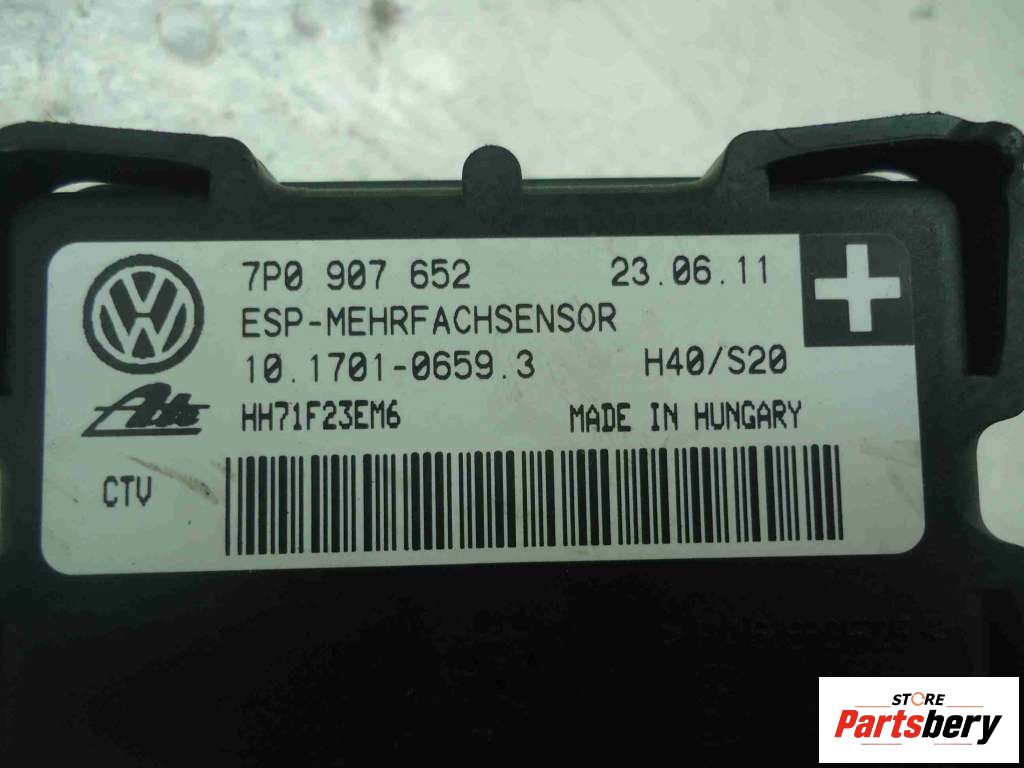 7P0 907 652 23.06.11
ESP-MEHRFACHSENSOR
10.1701-0659.3 H40/S20
Ate HH71F23EM6 MADE IN HUNGARY
CTV
STORE
Partsbery